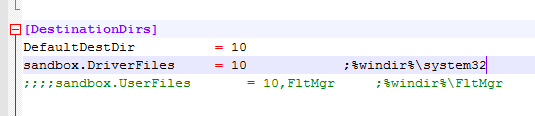 [DestinationDirs]
DefaultDestDir = 10
sandbox.DriverFiles = 10 ;%windir%\system32
;;;;sandbox.UserFiles = 10,FltMgr ;%windir%\FltMgr